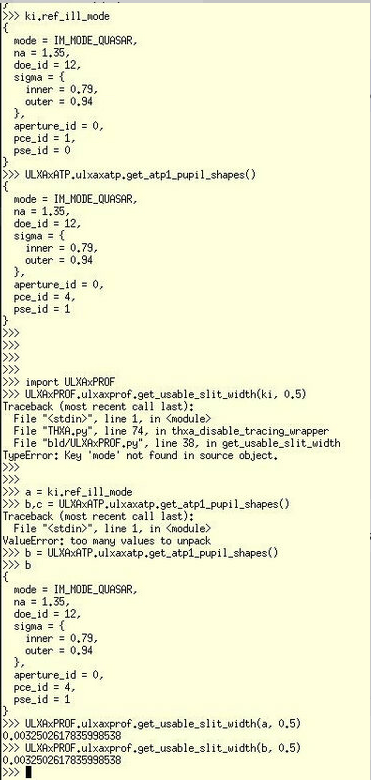 }
>>> ki.ref_ill_mode
{
  mode = IM_MODE_QUASAR,
  na = 1.35,
  doe_id = 12,
  sigma = {
    inner = 0.79,
    outer = 0.94
  },
  aperture_id = 0,
  pce_id = 1,
  pse_id = 0
}
>>> ULXAxATP.ulxaxatp.get_atp1_pupil_shapes()
{
  mode = IM_MODE_QUASAR,
  na = 1.35,
  doe_id = 12,
  sigma = {
    inner = 0.79,
    outer = 0.94
  },
  aperture_id = 0,
  pce_id = 4,
  pse_id = 1
}
>>>
>>>
>>>
>>>
>>> import ULXAxPROF
>>> ULXAxPROF.ulxaxprof.get_usable_slit_width(ki, 0.5)
Traceback (most recent call last):
  File "<stdin>", line 1, in <module>
  File "THXA.py", line 74, in thxa_disable_tracing_wrapper
  File "bld/ULXAxPROF.py", line 38, in get_usable_slit_width
TypeError: Key 'mode' not found in source object.
>>>
>>>
>>> a = ki.ref_ill_mode
>>> b,c = ULXAxATP.ulxaxatp.get_atp1_pupil_shapes()
Traceback (most recent call last):
  File "<stdin>", line 1, in <module>
ValueError: too many values to unpack
>>> b = ULXAxATP.ulxaxatp.get_atp1_pupil_shapes()
>>> b
{
  mode = IM_MODE_QUASAR,
  na = 1.35,
  doe_id = 12,
  sigma = {
    inner = 0.79,
    outer = 0.94
  },
  aperture_id = 0,
  pce_id = 4,
  pse_id = 1
}
>>> ULXAxPROF.ulxaxprof.get_usable_slit_width(a, 0.5)
0.0032502617835998538
>>> ULXAxPROF.ulxaxprof.get_usable_slit_width(b, 0.5)
0.0032502617835998538
>>>